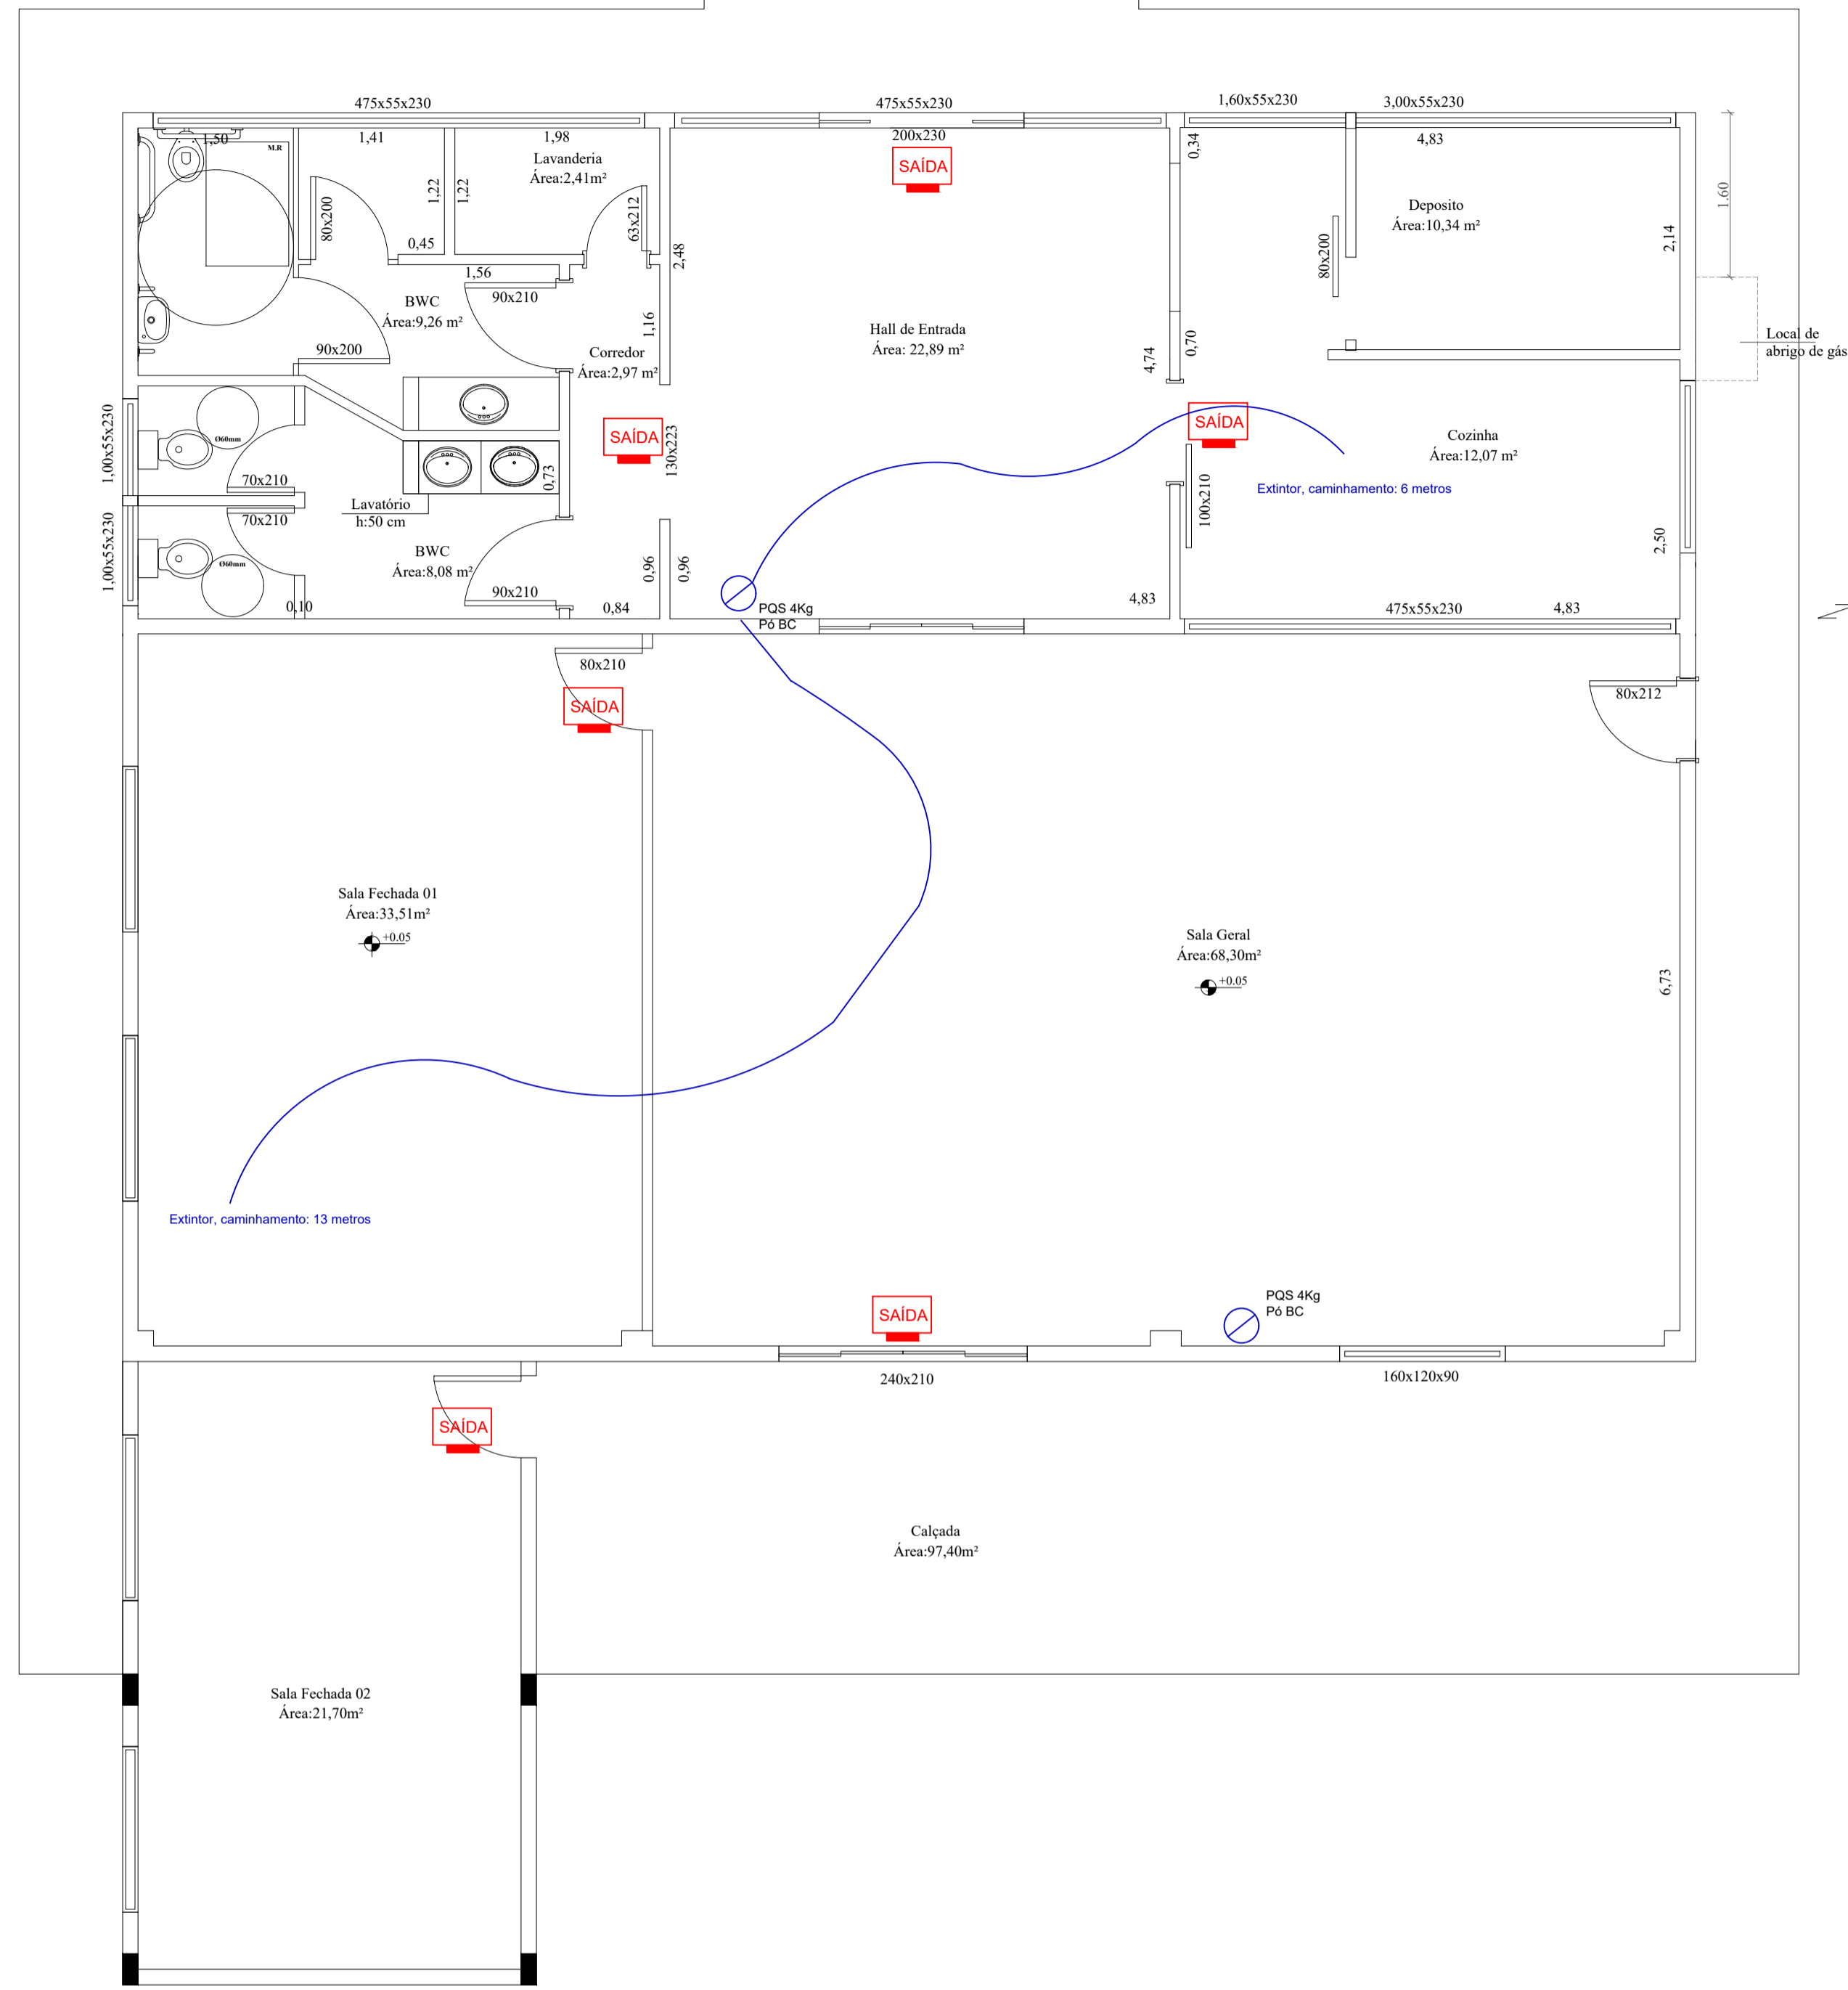 475x55x230
475x55x230
1,60x55x230
3,00x55x230
1,50
M.R
1,41
1,98
200x230
0,34
4,83
Lavanderia
Área:2,41m²
SAÍDA
1,22
1,22
80x200
63x212
1.60
Deposito
Área:10,34 m²
0,45
2,48
80x200
2,14
1,56
90x210
BWC
Área:9,26 m²
1,16
Hall de Entrada
Área: 22,89 m²
4,74
0,70
Local de
abrigo de gás
90x200
Corredor
Área:2,97 m²
1,00x55x230
Ø60mm
SAÍDA
130x223
SAÍDA
Cozinha
Área:12,07 m²
70x210
0,73
Extintor, caminhamento: 6 metros
100x210
Lavatório
h:50 cm
70x210
1,00x55x230
Ø60mm
BWC
Área:8,08 m²
0,96
0,96
2,50
90x210
0,10
0,84
PQS 4Kg
Pó BC
4,83
475x55x230
4,83
80x210
SAÍDA
80x212
Sala Fechada 01
Área:33,51m²
+0.05
Sala Geral
Área:68,30m²
+0.05
6,73
Extintor, caminhamento: 13 metros
SAÍDA
PQS 4Kg
Pó BC
240x210
160x120x90
SAÍDA
Calçada
Área:97,40m²
Sala Fechada 02
Área:21,70m²